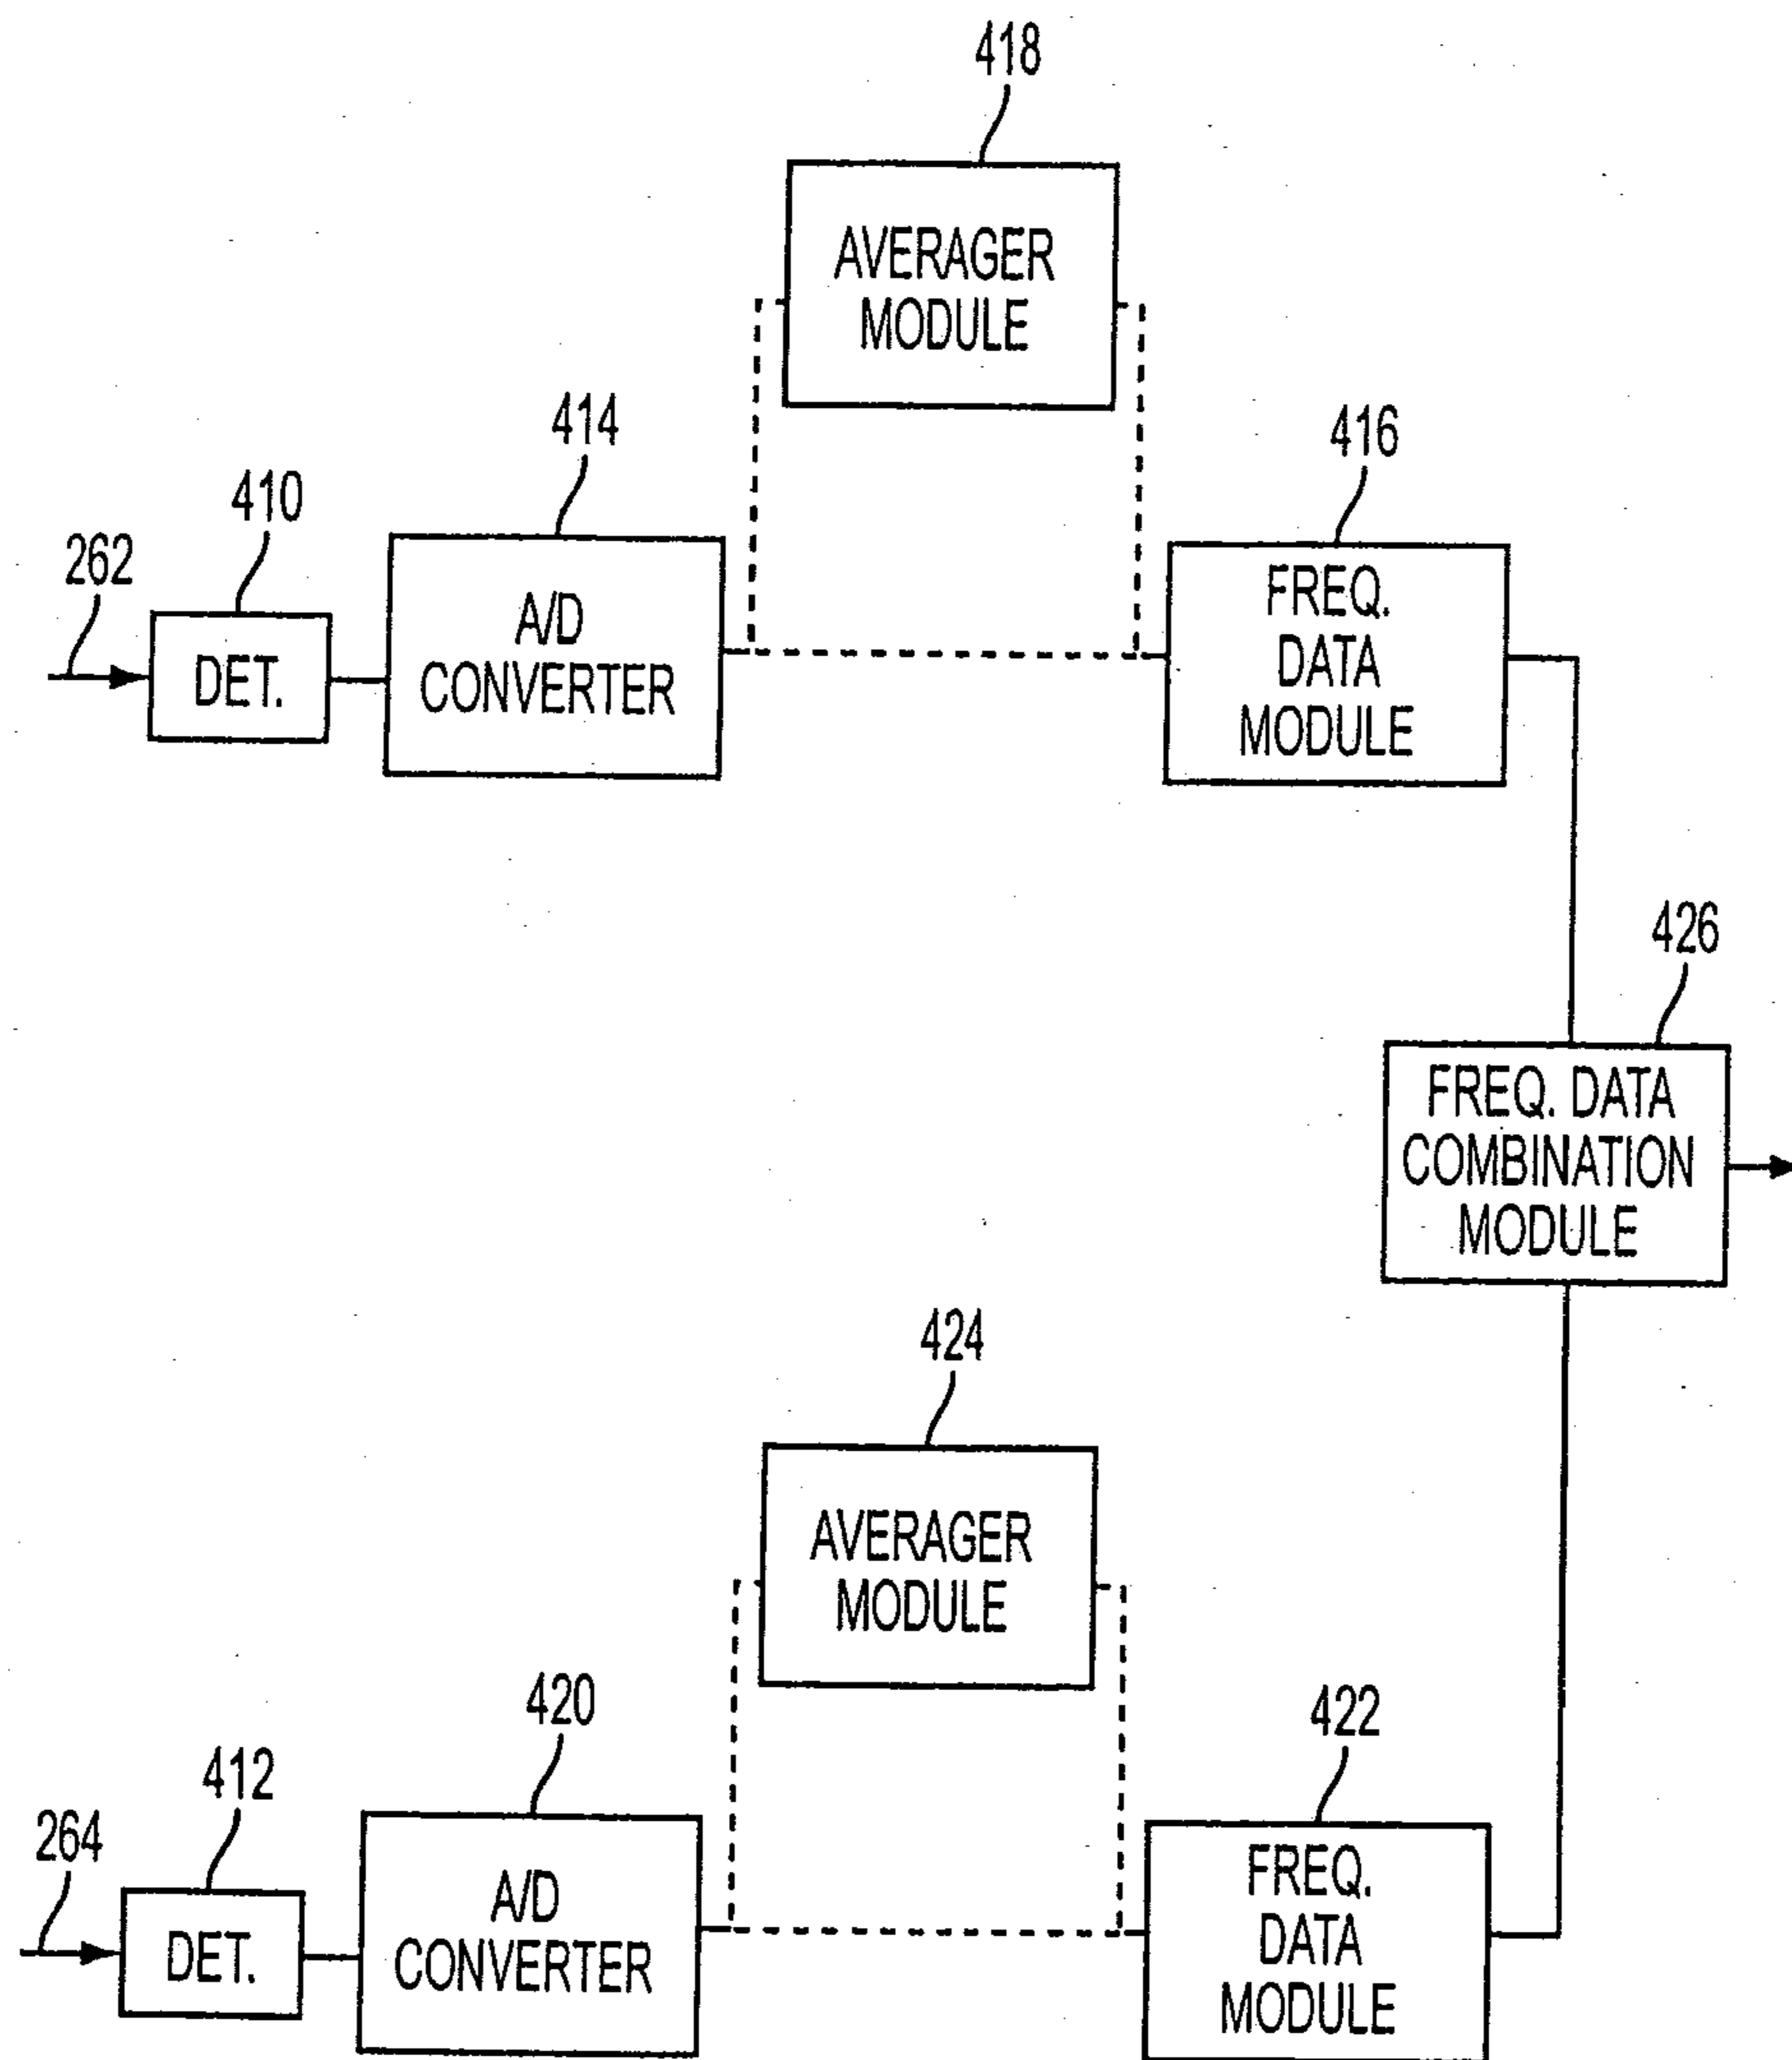 418
AVERAGER
MODULE
414
416
410
262
DET.
A/D
CONVERTER
FREQ.
DATA
MODULE
426
FREQ. DATA
COMBINATION
MODULE
424
AVERAGER
MODULE
420
422
412
264
DET.
A/D
CONVERTER
FREQ.
DATA
MODULE